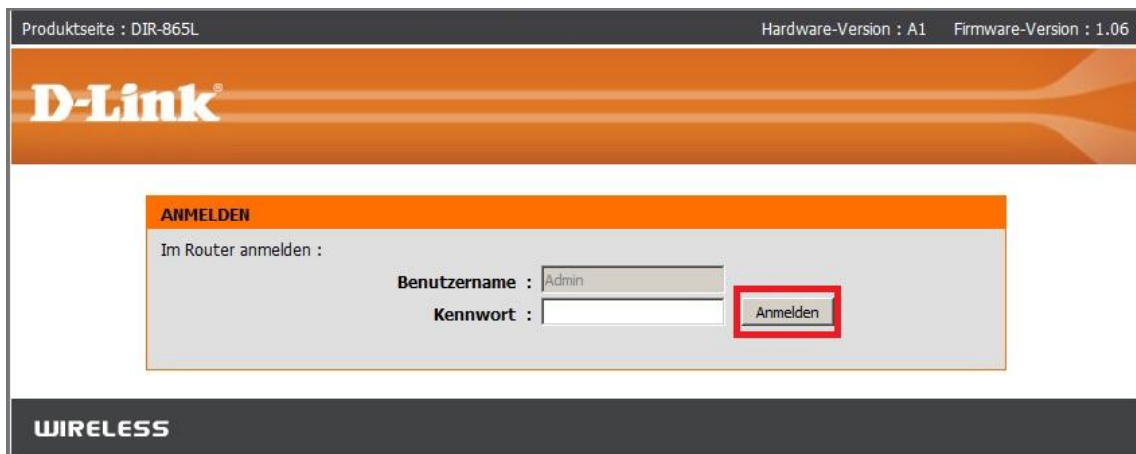 Produktseite : DIR-865L Hardware-Version : A1 Firmware-Version : 1.06
D-Link®
ANMELDEN
Im Router anmelden :
Benutzername : Admin
Kennwort : Anmelden
WIRELESS